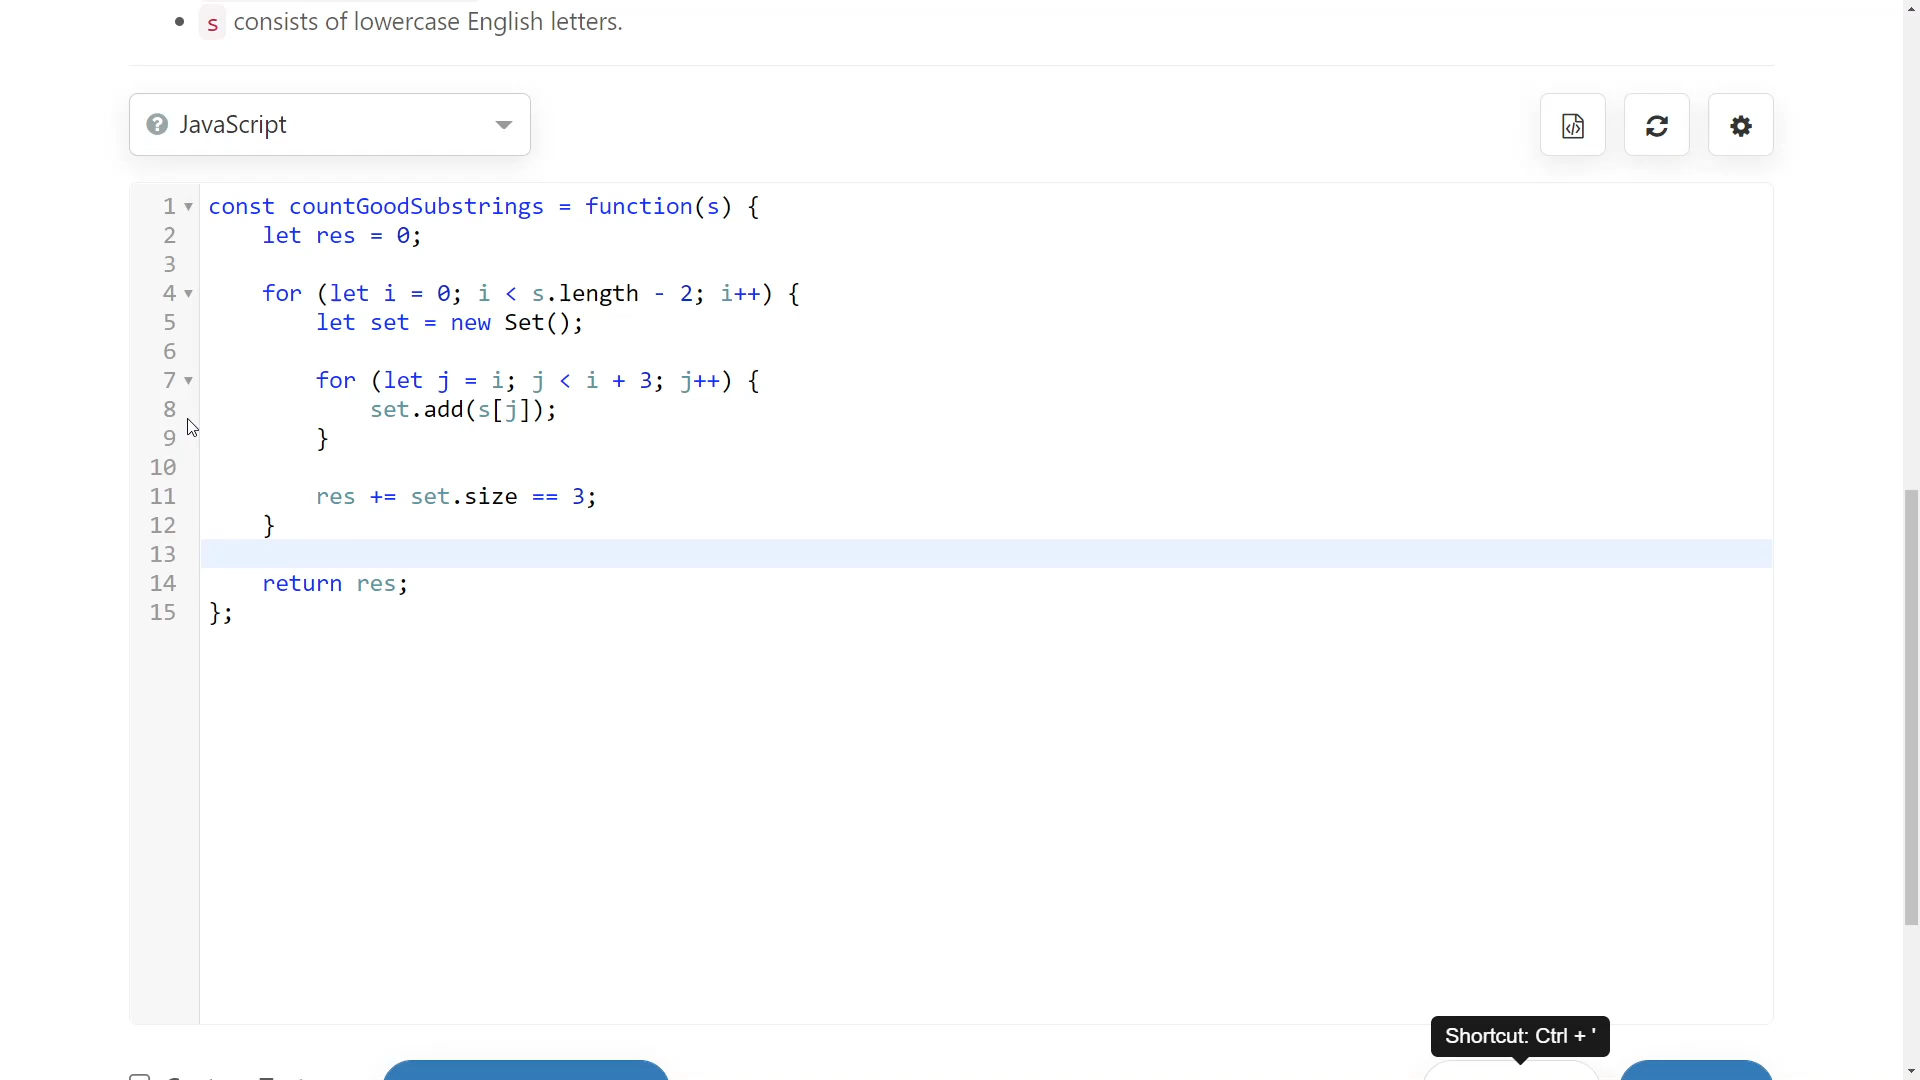 s consists of lowercase English letters.
JavaScript
1 const countGoodSubstrings = function(s) {
2 let res = 0;
3
4 for (let i = 0; i < s.length - 2; i++) {
5 let set = new Set();
6
7 for (let j = i; j < i + 3; j++) {
8 set.add(s[j]);
9 }
10
11 res += set.size == 3;
12 }
13
14 return res;
15 };
Shortcut: Ctrl + '